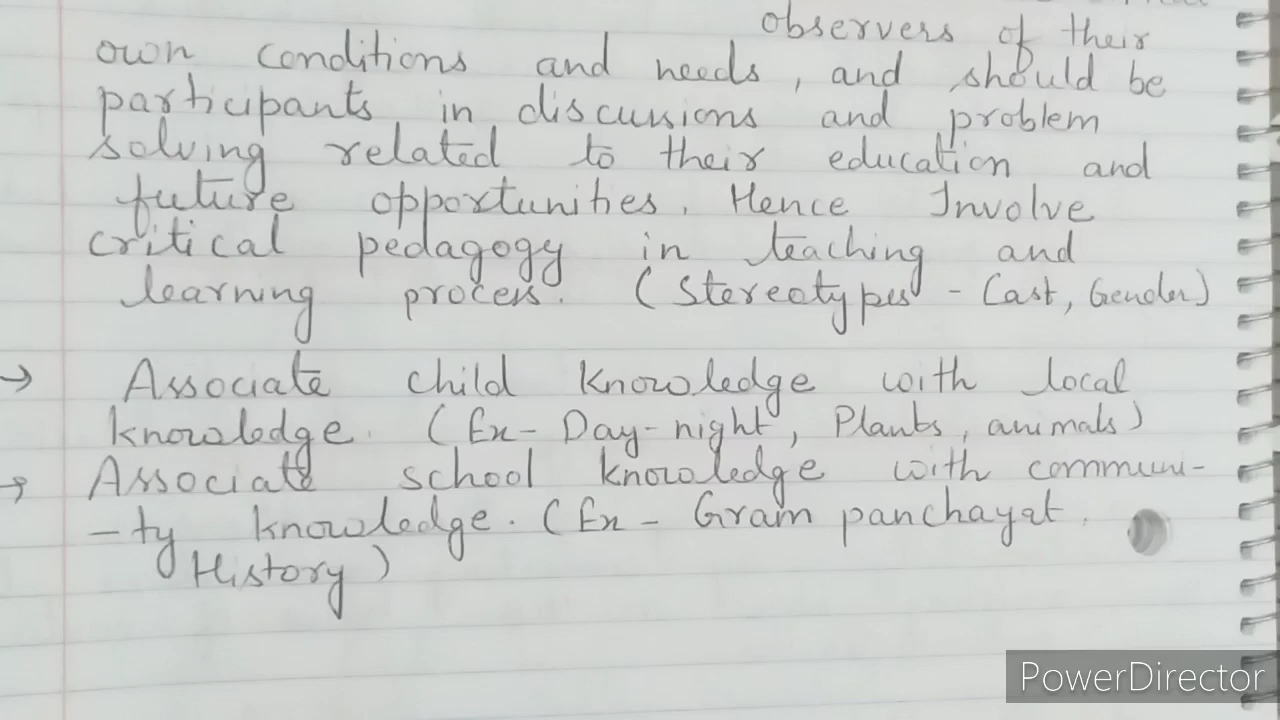 observers of their
own conditions and needs, and should be
participants in discussions and problem
solving related to their education and
future opportunities. Hence Involve
critical pedagogy in teaching and
learning process. (Stereotypes - Cast, Gender)
→ Associate child knowledge with local
knowledge. (Ex- Day-night, Plants, animals)
→ Associate school knowledge with communi-
-ty knowledge. (Ex - Gram panchayat.
History)
PowerDirector